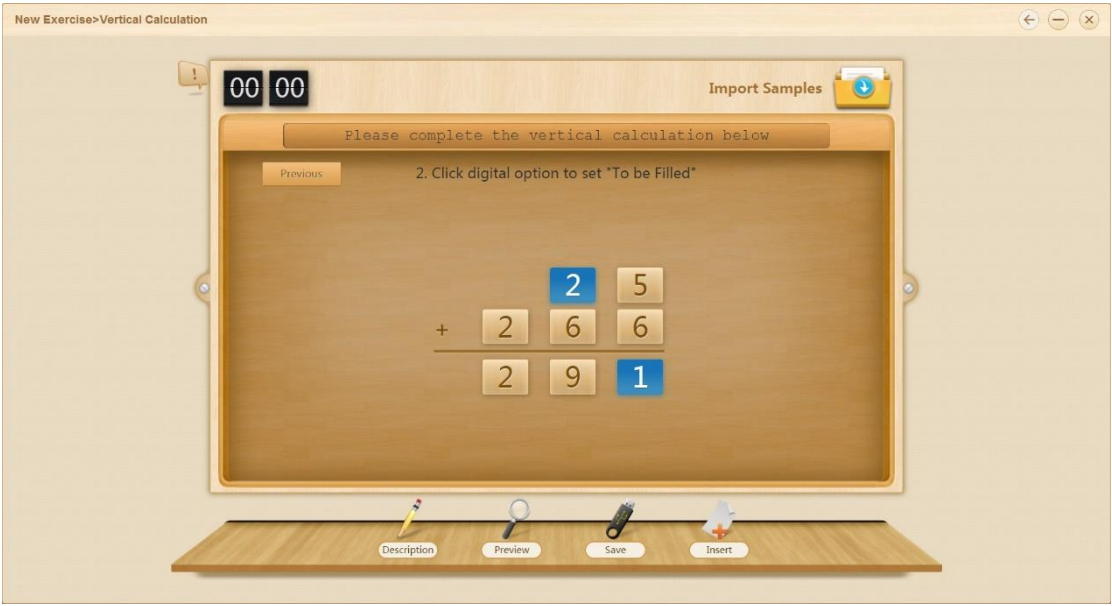 New Exercise>Vertical Calculation
!
00 00
Import Samples
Please complete the vertical calculation below
Previous
2. Click digital option to set "To be Filled"
2 5
+ 2 6 6
2 9 1
Description Preview Save Insert